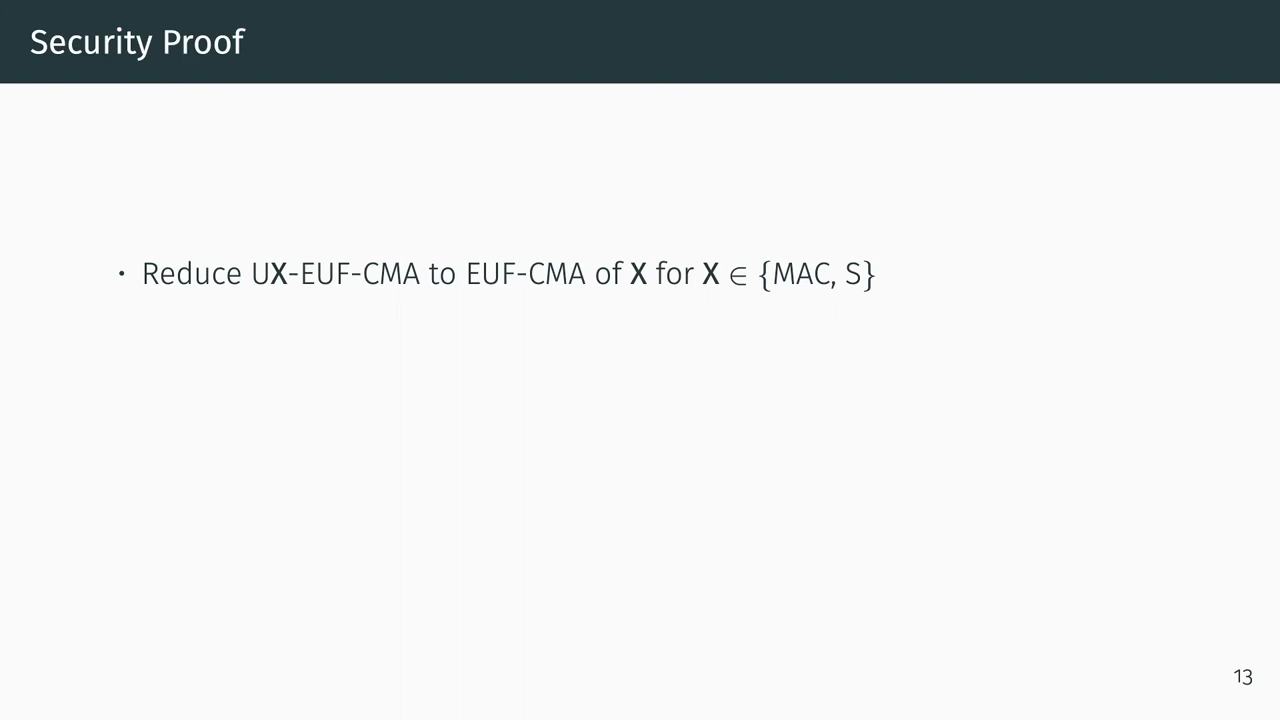 Security Proof
• Reduce UX-EUF-CMA to EUF-CMA of X for X ∈ {MAC, S}
13